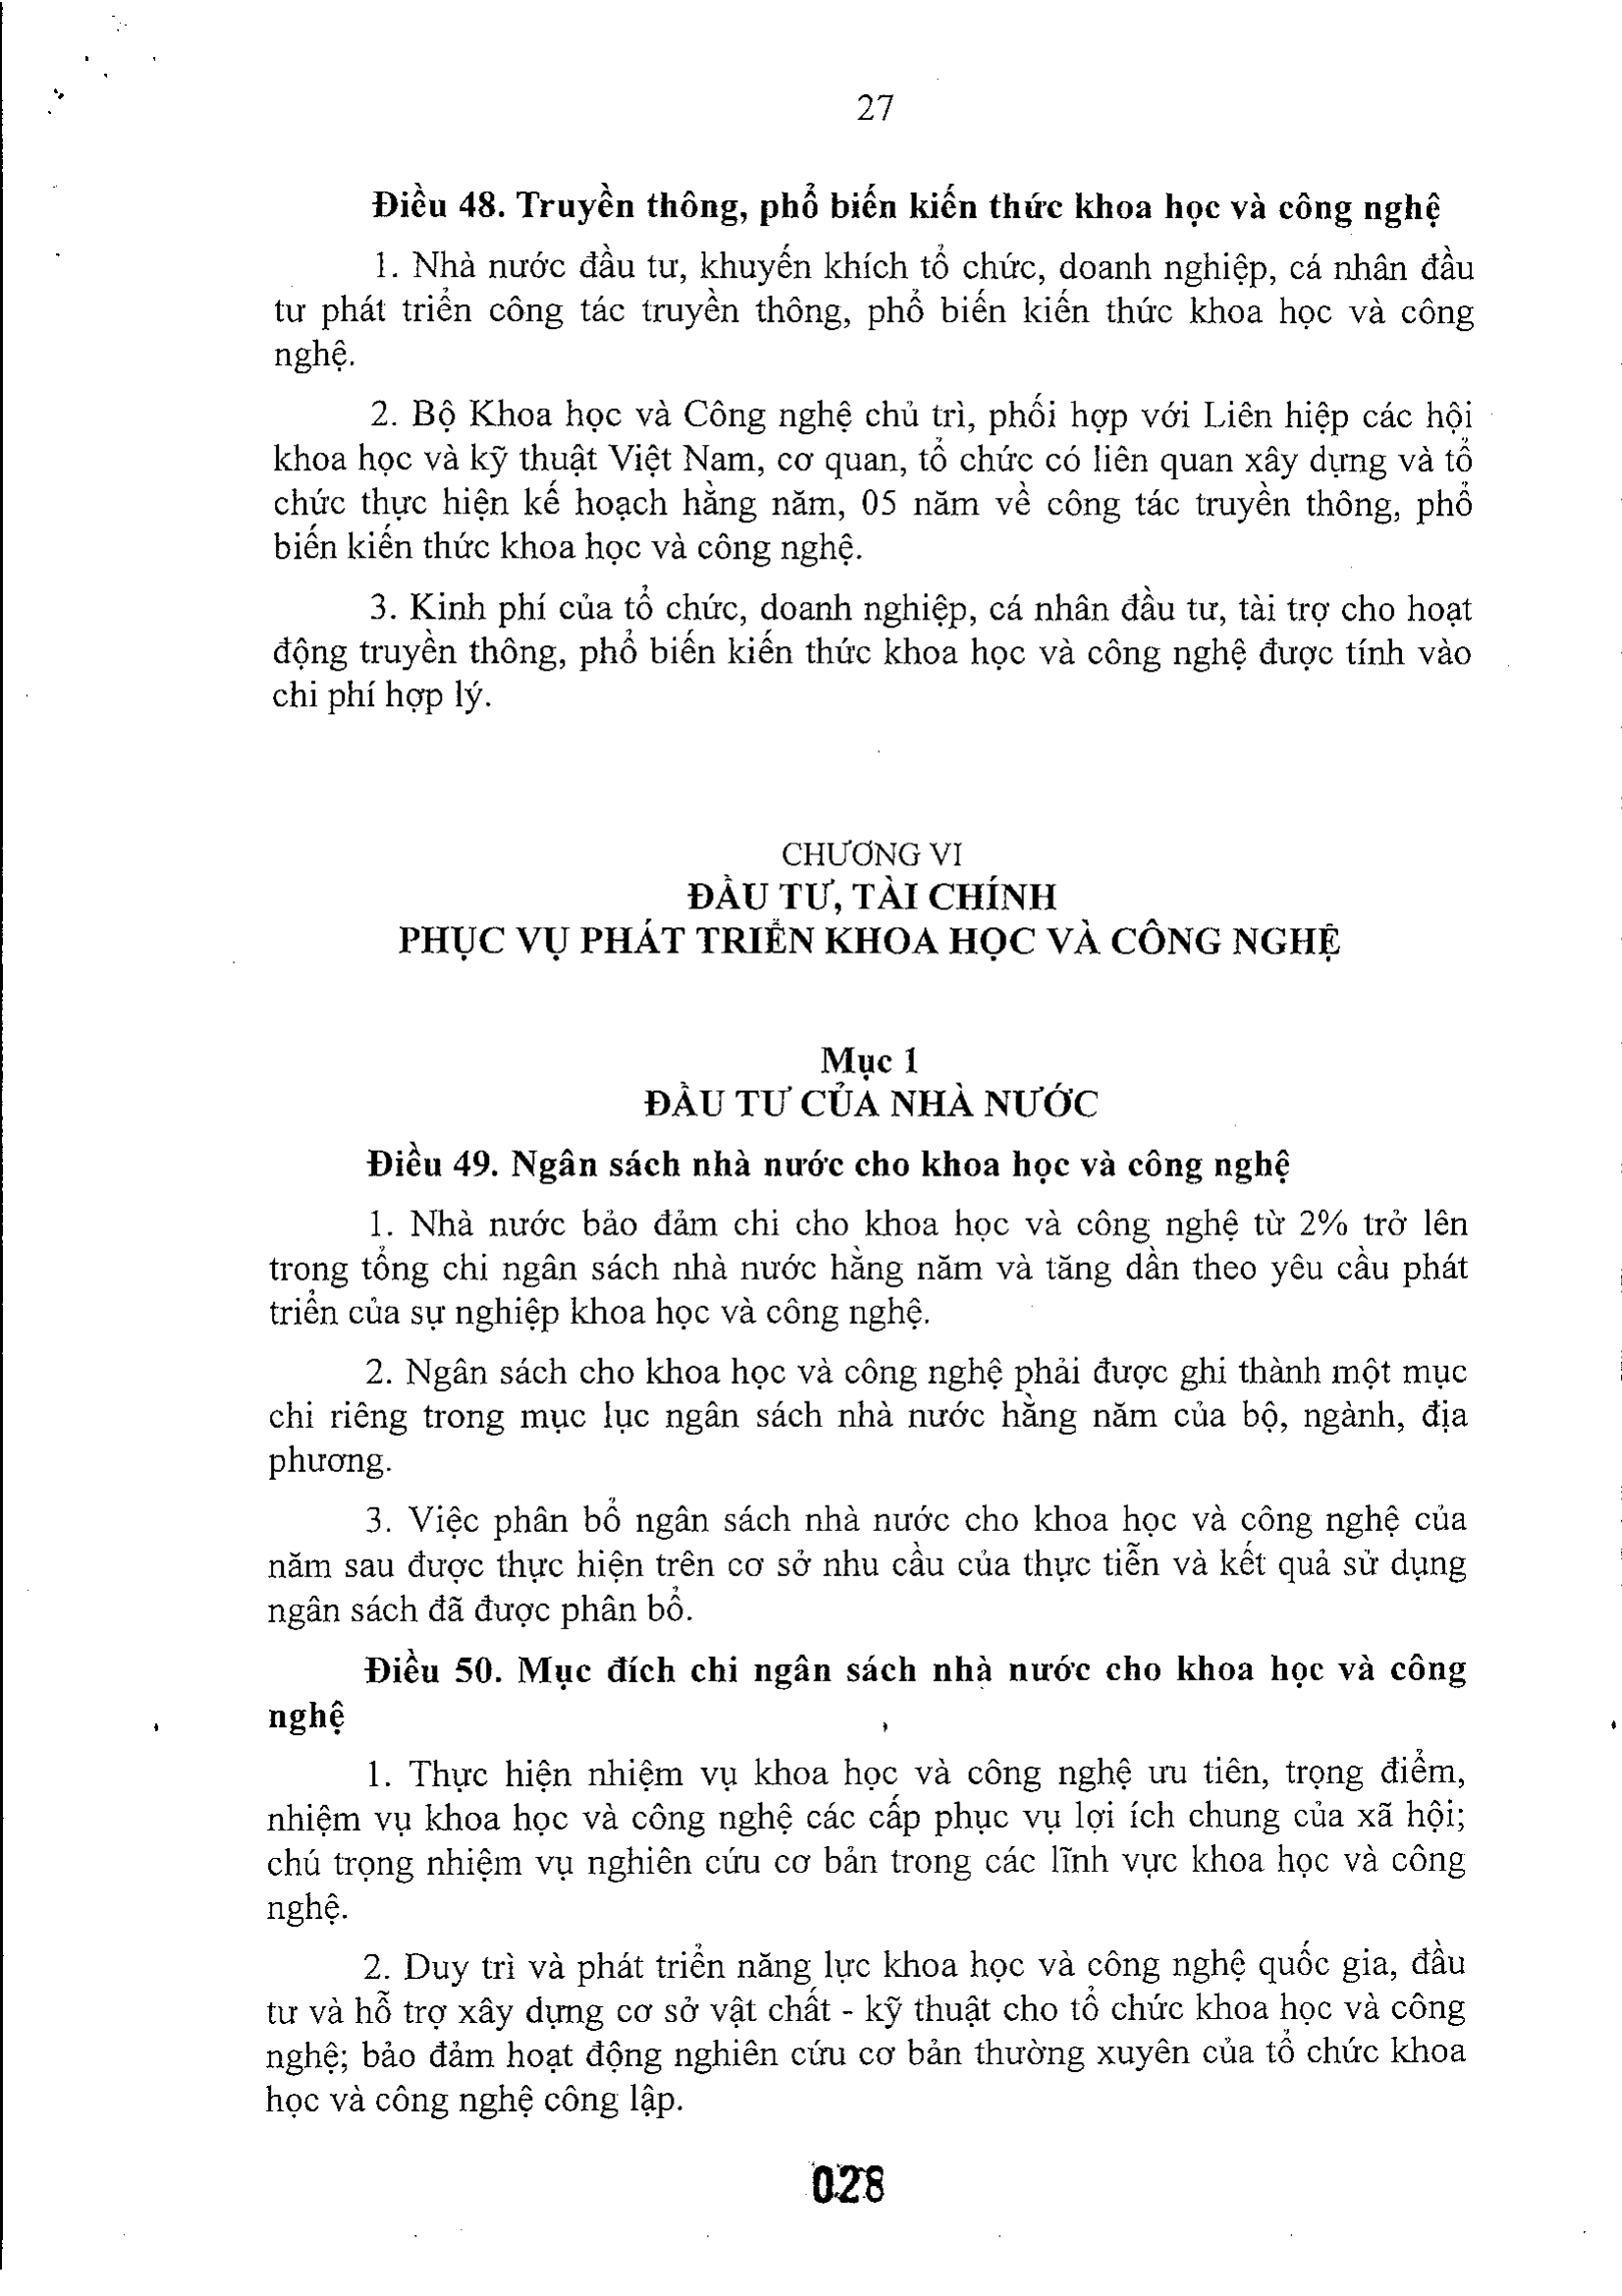 27
Điều 48. Truyền thông, phổ biến kiến thức khoa học và công nghệ
1. Nhà nước đầu tư, khuyến khích tổ chức, doanh nghiệp, cá nhân đầu
tư phát triển công tác truyền thông, phổ biến kiến thức khoa học và công
nghệ.
2. Bộ Khoa học và Công nghệ chủ trì, phối hợp với Liên hiệp các hội
khoa học và kỹ thuật Việt Nam, cơ quan, tổ chức có liên quan xây dựng và tổ
chức thực hiện kế hoạch hằng năm, 05 năm về công tác truyền thông, phổ
biến kiến thức khoa học và công nghệ.
3. Kinh phí của tổ chức, doanh nghiệp, cá nhân đầu tư, tài trợ cho hoạt
động truyền thông, phổ biến kiến thức khoa học và công nghệ được tính vào
chi phí hợp lý.
CHƯƠNG VI
ĐẦU TƯ, TÀI CHÍNH
PHỤC VỤ PHÁT TRIỂN KHOA HỌC VÀ CÔNG NGHỆ
Mục 1
ĐẦU TƯ CỦA NHÀ NƯỚC
Điều 49. Ngân sách nhà nước cho khoa học và công nghệ
1. Nhà nước bảo đảm chi cho khoa học và công nghệ từ 2% trở lên
trong tổng chi ngân sách nhà nước hằng năm và tăng dần theo yêu cầu phát
triển của sự nghiệp khoa học và công nghệ.
2. Ngân sách cho khoa học và công nghệ phải được ghi thành một mục
chi riêng trong mục lục ngân sách nhà nước hằng năm của bộ, ngành, địa
phương.
3. Việc phân bổ ngân sách nhà nước cho khoa học và công nghệ của
năm sau được thực hiện trên cơ sở nhu cầu của thực tiễn và kết quả sử dụng
ngân sách đã được phân bổ.
Điều 50. Mục đích chi ngân sách nhà nước cho khoa học và công
nghệ
1. Thực hiện nhiệm vụ khoa học và công nghệ ưu tiên, trọng điểm,
nhiệm vụ khoa học và công nghệ các cấp phục vụ lợi ích chung của xã hội;
chú trọng nhiệm vụ nghiên cứu cơ bản trong các lĩnh vực khoa học và công
nghệ.
2. Duy trì và phát triển năng lực khoa học và công nghệ quốc gia, đầu
tư và hỗ trợ xây dựng cơ sở vật chất - kỹ thuật cho tổ chức khoa học và công
nghệ; bảo đảm hoạt động nghiên cứu cơ bản thường xuyên của tổ chức khoa
học và công nghệ công lập.
028